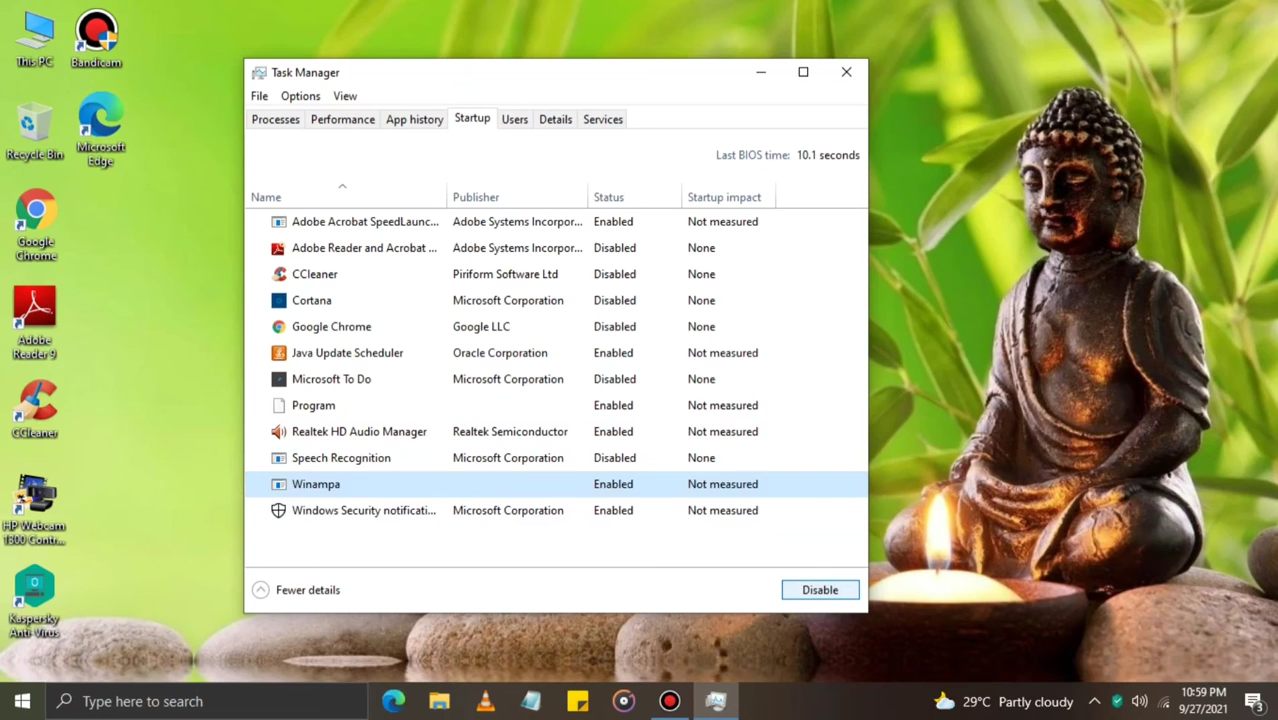 This PC
Bandicam
Recycle Bin
Microsoft
Edge
Google
Chrome
Adobe
Reader 9
CCleaner
HP Webcam
1300 Contr...
Kaspersky
Anti-Virus
Task Manager
File Options View
Processes Performance App history Startup Users Details Services
Last BIOS time: 10.1 seconds
Name Publisher Status Startup impact
Adobe Acrobat SpeedLaunc... Adobe Systems Incorpor... Enabled Not measured
Adobe Reader and Acrobat ... Adobe Systems Incorpor... Disabled None
CCleaner Piriform Software Ltd Disabled None
Cortana Microsoft Corporation Disabled None
Google Chrome Google LLC Disabled None
Java Update Scheduler Oracle Corporation Enabled Not measured
Microsoft To Do Microsoft Corporation Disabled None
Program Enabled Not measured
Realtek HD Audio Manager Realtek Semiconductor Enabled Not measured
Speech Recognition Microsoft Corporation Disabled None
Winampa Enabled Not measured
Windows Security notificati... Microsoft Corporation Enabled Not measured
Fewer details Disable
Type here to search
29°C Partly cloudy
10:59 PM
9/27/2021
3